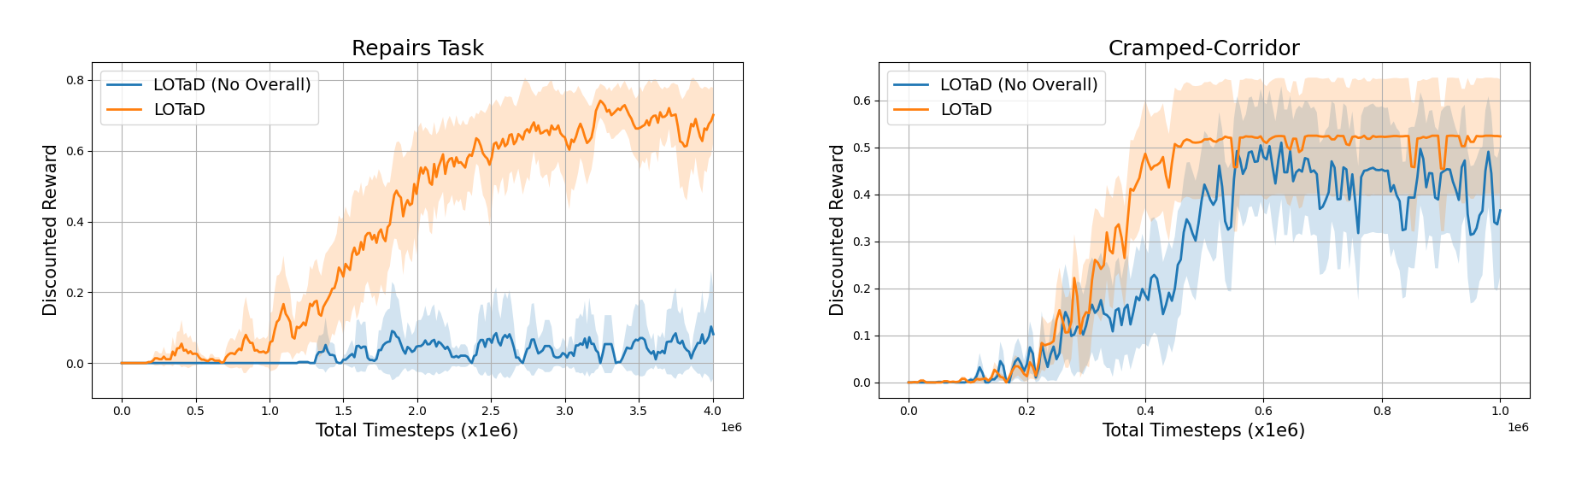 Repairs Task
LOTaD (No Overall)
LOTaD
Discounted Reward
0.8
0.6
0.4
0.2
0.0
0.0 0.5 1.0 1.5 2.0 2.5 3.0 3.5 4.0
1e6
Total Timesteps (x1e6)
Cramped-Corridor
LOTaD (No Overall)
LOTaD
Discounted Reward
0.6
0.5
0.4
0.3
0.2
0.1
0.0
0.0 0.2 0.4 0.6 0.8 1.0
1e6
Total Timesteps (x1e6)